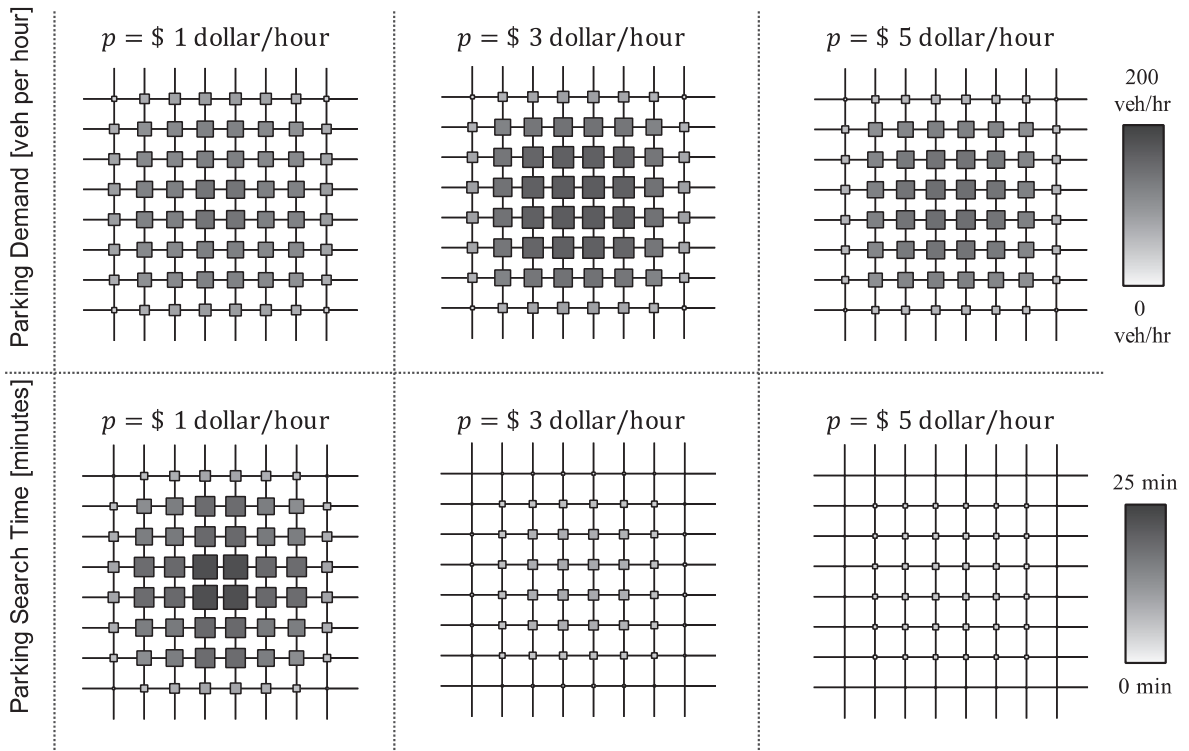 Parking Demand [veh per hour]
p = $ 1 dollar/hour
p = $ 3 dollar/hour
p = $ 5 dollar/hour
200
veh/hr
0
veh/hr
Parking Search Time [minutes]
p = $ 1 dollar/hour
p = $ 3 dollar/hour
p = $ 5 dollar/hour
25 min
0 min